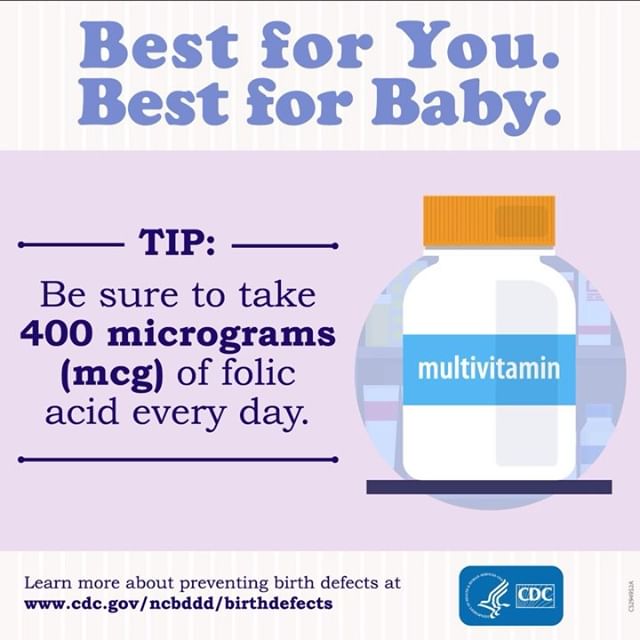 Best for You.
Best for Baby.
TIP:
Be sure to take
400 micrograms
(mcg) of folic
acid every day.
multivitamin
Learn more about preventing birth defects at
www.cdc.gov/ncbddd/birthdefects
CDC